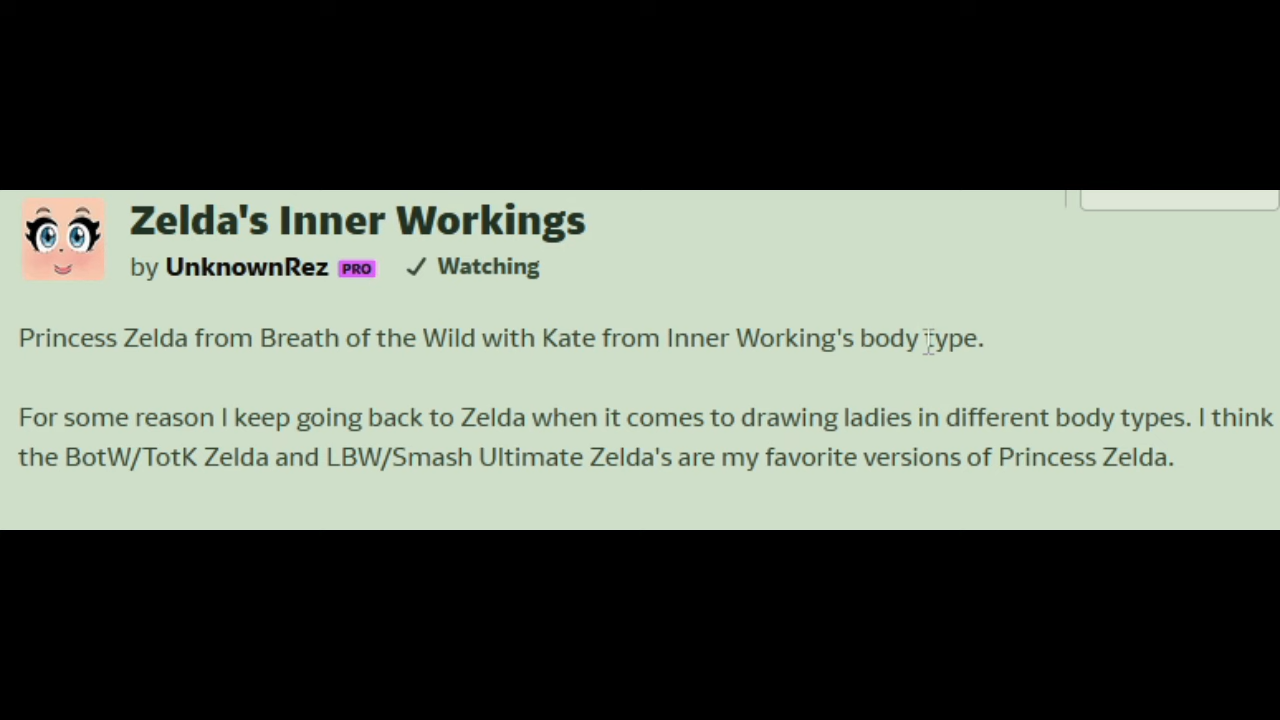 Zelda's Inner Workings
by UnknownRez PRO ✓ Watching
Princess Zelda from Breath of the Wild with Kate from Inner Working's body type.
For some reason I keep going back to Zelda when it comes to drawing ladies in different body types. I think
the BotW/TotK Zelda and LBW/Smash Ultimate Zelda's are my favorite versions of Princess Zelda.